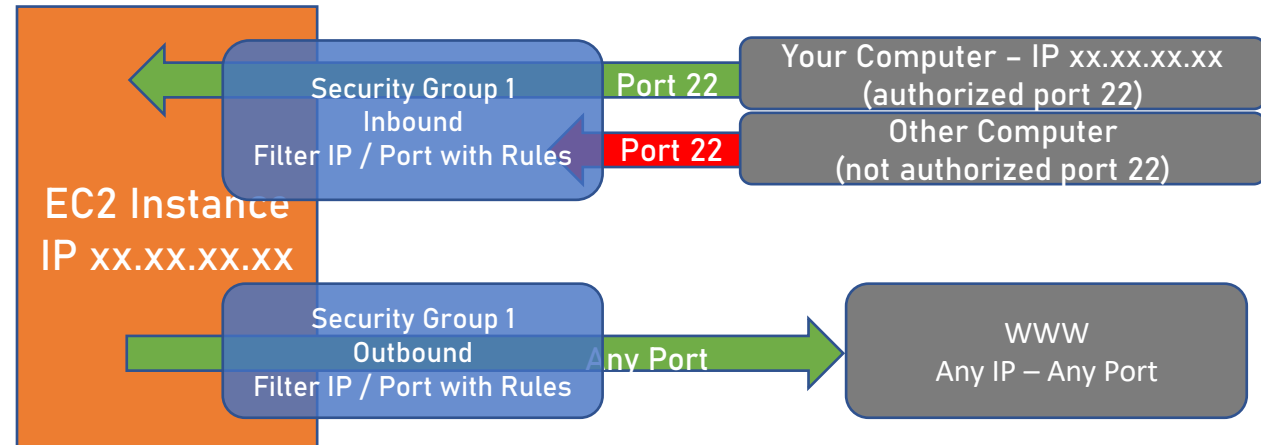 EC2 Instance
IP xx.xx.xx.xx
Security Group 1
Inbound
Filter IP / Port with Rules
Port 22
Port 22
Your Computer – IP xx.xx.xx.xx
(authorized port 22)
Other Computer
(not authorized port 22)
Security Group 1
Outbound
Filter IP / Port with Rules
Any Port
WWW
Any IP – Any Port